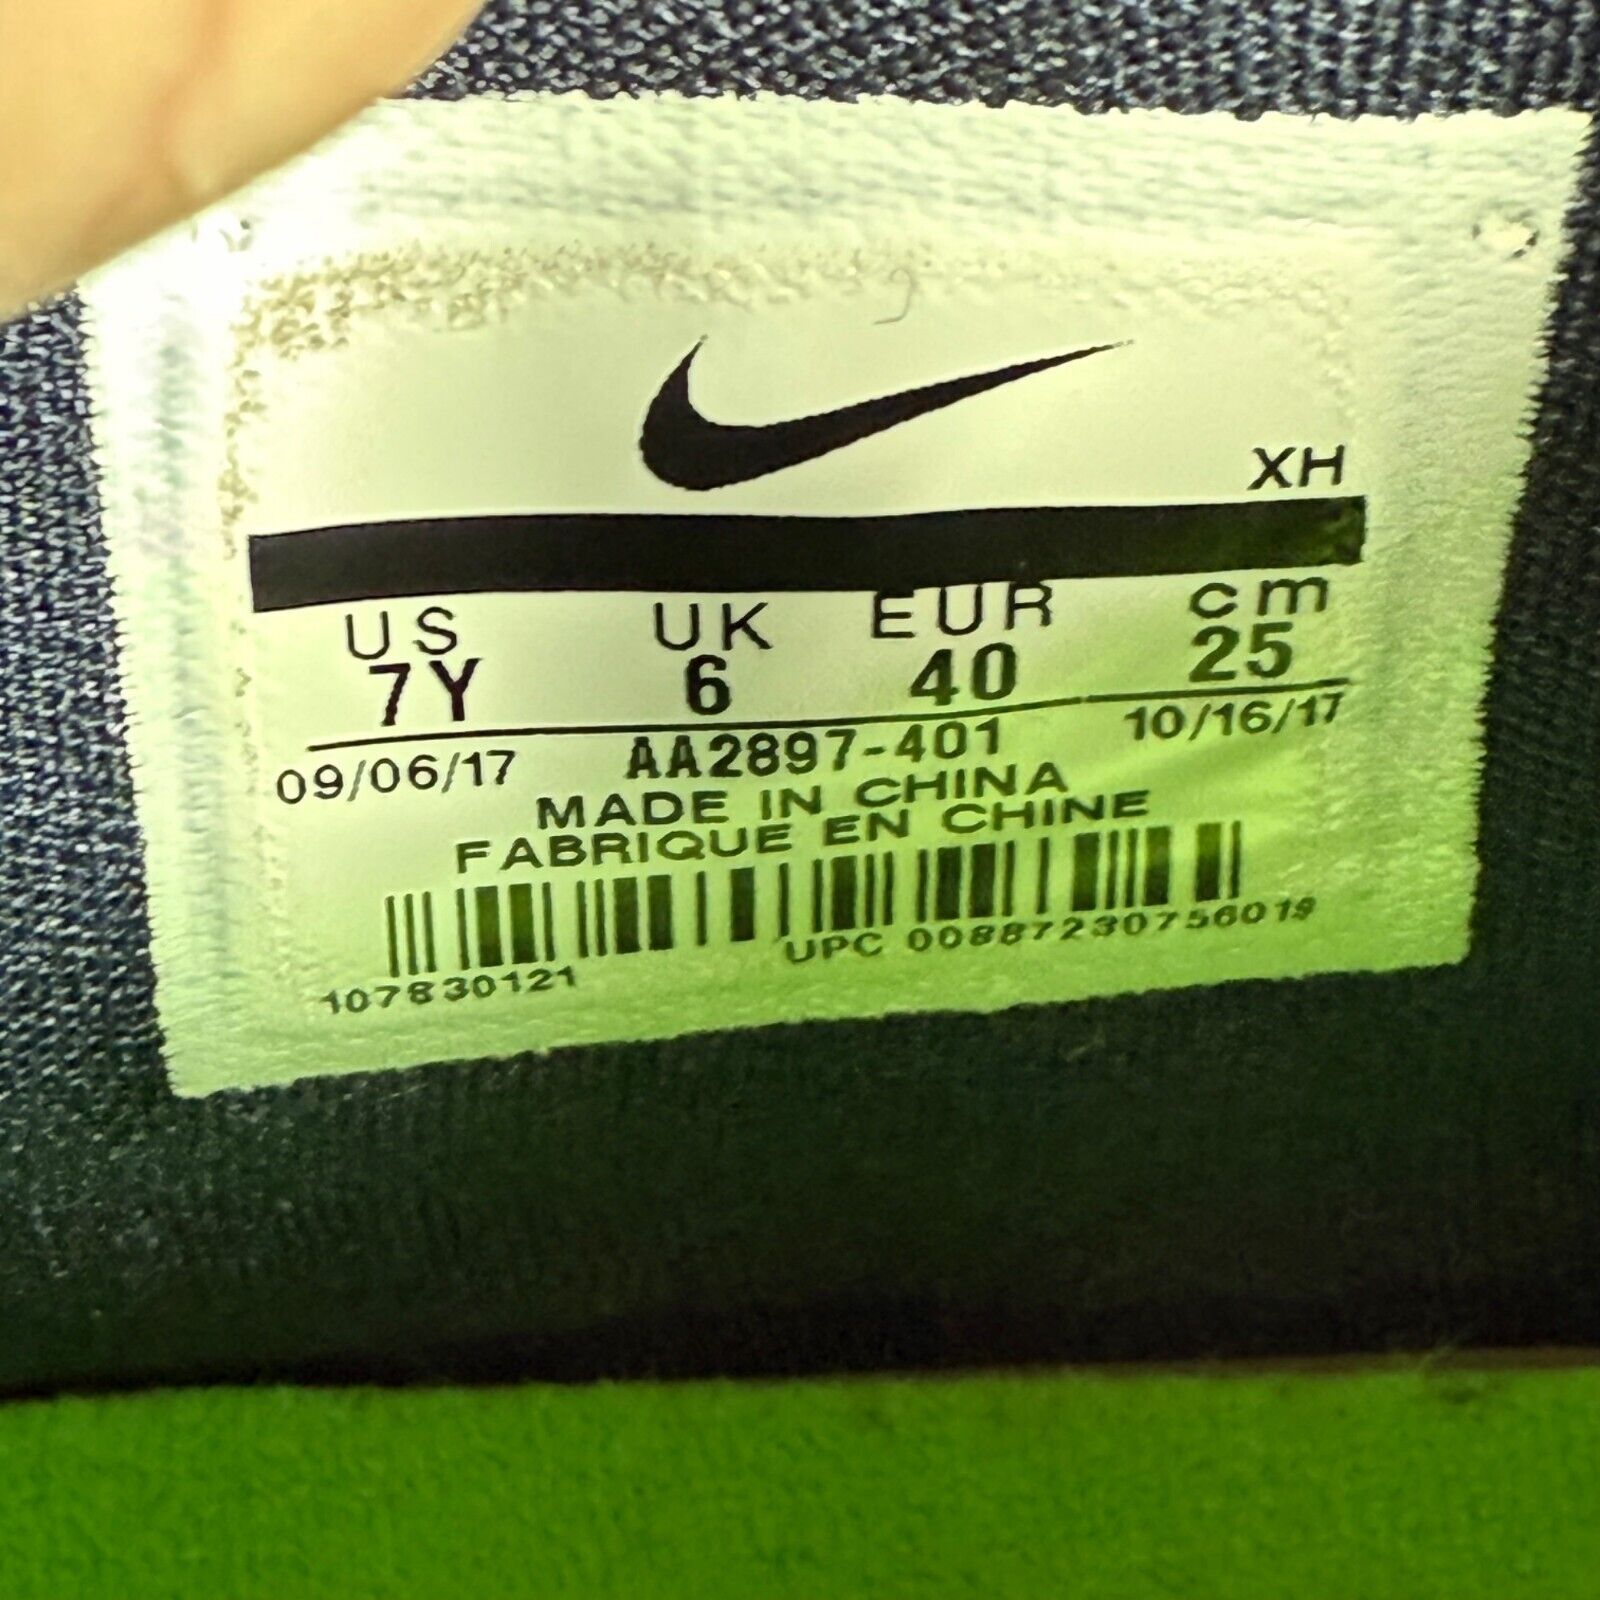 XH
US UK EUR cm
7Y 6 40 25
09/06/17 AA2897-401 10/16/17
MADE IN CHINA
FABRIQUE EN CHINE
107830121 UPC 00887230756019